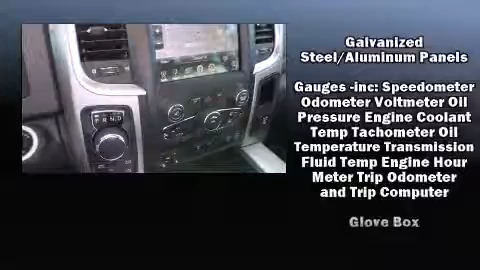 Galvanized
Steel/Aluminum Panels
Gauges -inc: Speedometer
Odometer Voltmeter Oil
Pressure Engine Coolant
Temp Tachometer Oil
Temperature Transmission
Fluid Temp Engine Hour
Meter Trip Odometer
and Trip Computer
Glove Box
P R N D